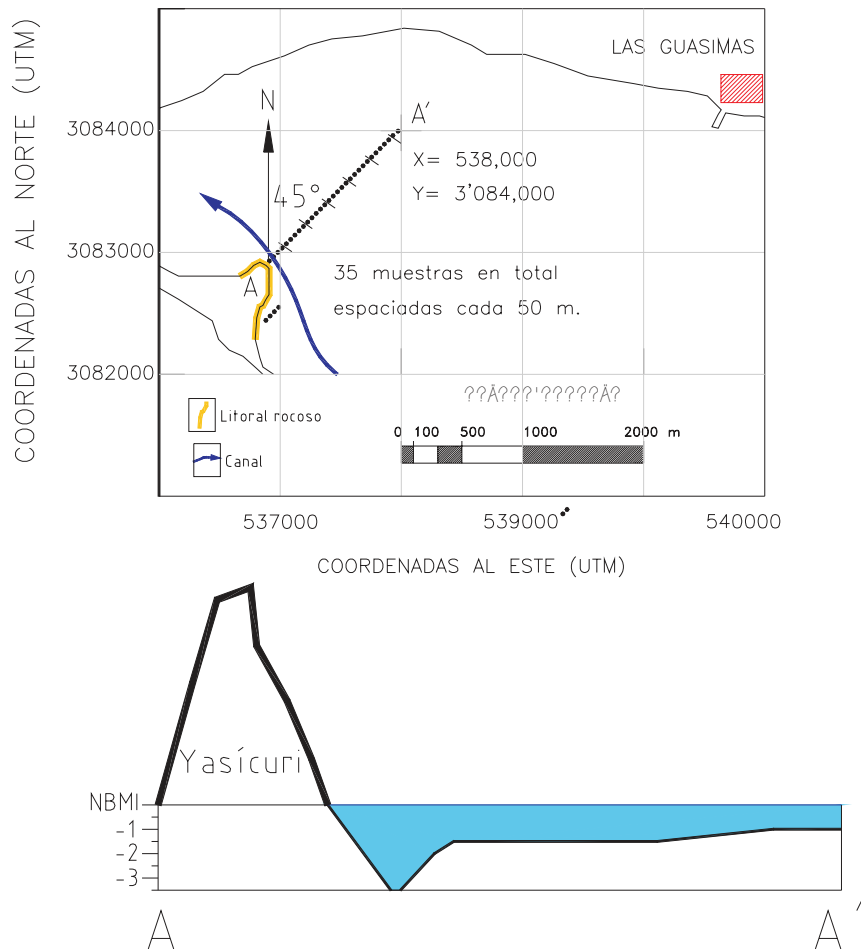 COORDENADAS AL NORTE (UTM)
LAS GUASIMAS
N
A'
3084000
X= 538,000
45°
Y= 3'084,000
3083000
A
35 muestras en total
espaciadas cada 50 m.
3082000
??Ä???'?????Ä?
Litoral rocoso
0 100 500 1000 2000 m
Canal
537000 539000 540000
COORDENADAS AL ESTE (UTM)
Yasícuri
NBMI
-1
-2
-3
A A'